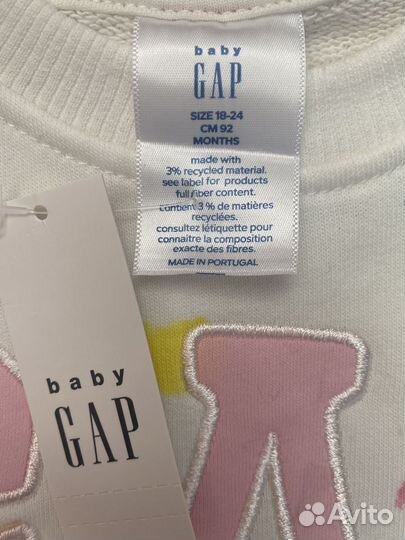 baby
GAP
SIZE 18-24
CM 92
MONTHS
made with
3% recycled material.
see label for products
full fiber content.
contient 3 % de matières
recyclées.
consultez létiquette pour
connaitre la composition
exacte des fibres.
MADE IN PORTUGAL
baby
GAP
A
Avito